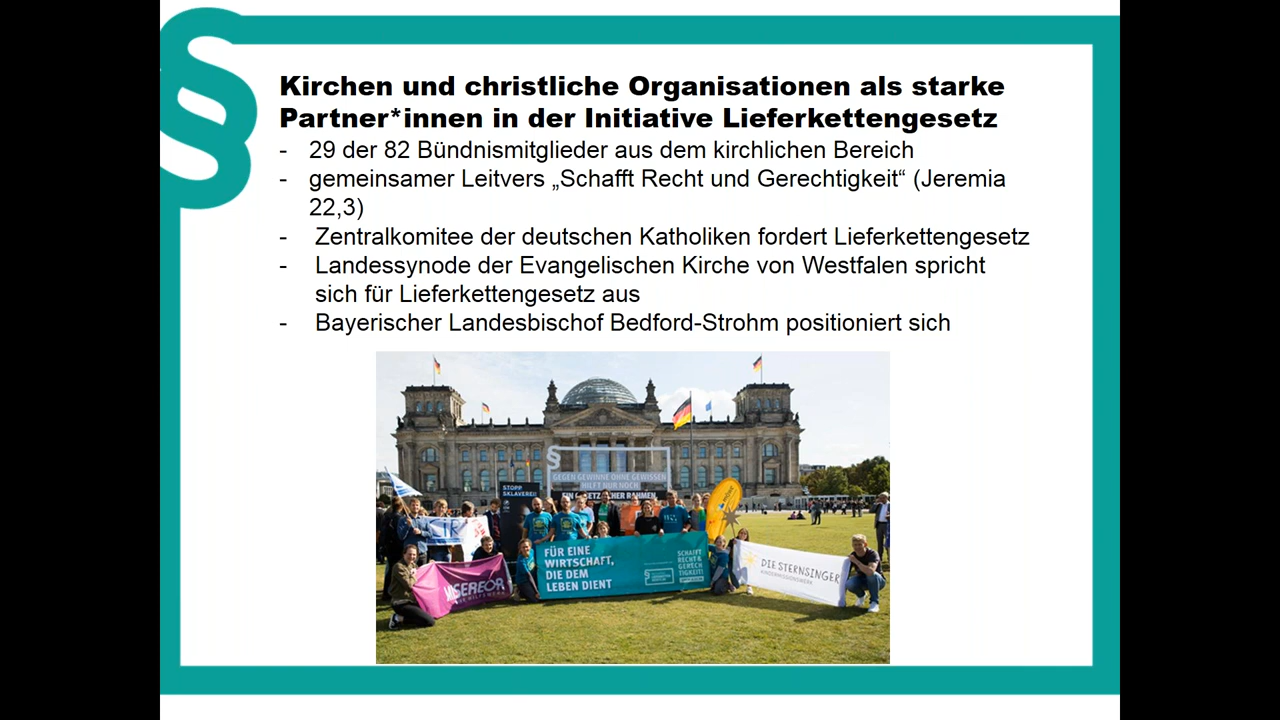 §
Kirchen und christliche Organisationen als starke
Partner*innen in der Initiative Lieferkettengesetz
- 29 der 82 Bündnismitglieder aus dem kirchlichen Bereich
- gemeinsamer Leitvers „Schafft Recht und Gerechtigkeit“ (Jeremia
22,3)
- Zentralkomitee der deutschen Katholiken fordert Lieferkettengesetz
- Landessynode der Evangelischen Kirche von Westfalen spricht
sich für Lieferkettengesetz aus
- Bayerischer Landesbischof Bedford-Strohm positioniert sich
§
GEGEN GEWINNE OHNE GEWISSEN
HILFT NUR NOCH
RAHMEN
STOPP
SKLAVEREI!
MISEREOR
FÜR EINE
WIRTSCHAFT,
DIE DEM
LEBEN DIENT
SCHAFFT
RECHT &
GERECH
TIGKEIT!
DIE STERNSINGER
KINDERMISSIONSWERK